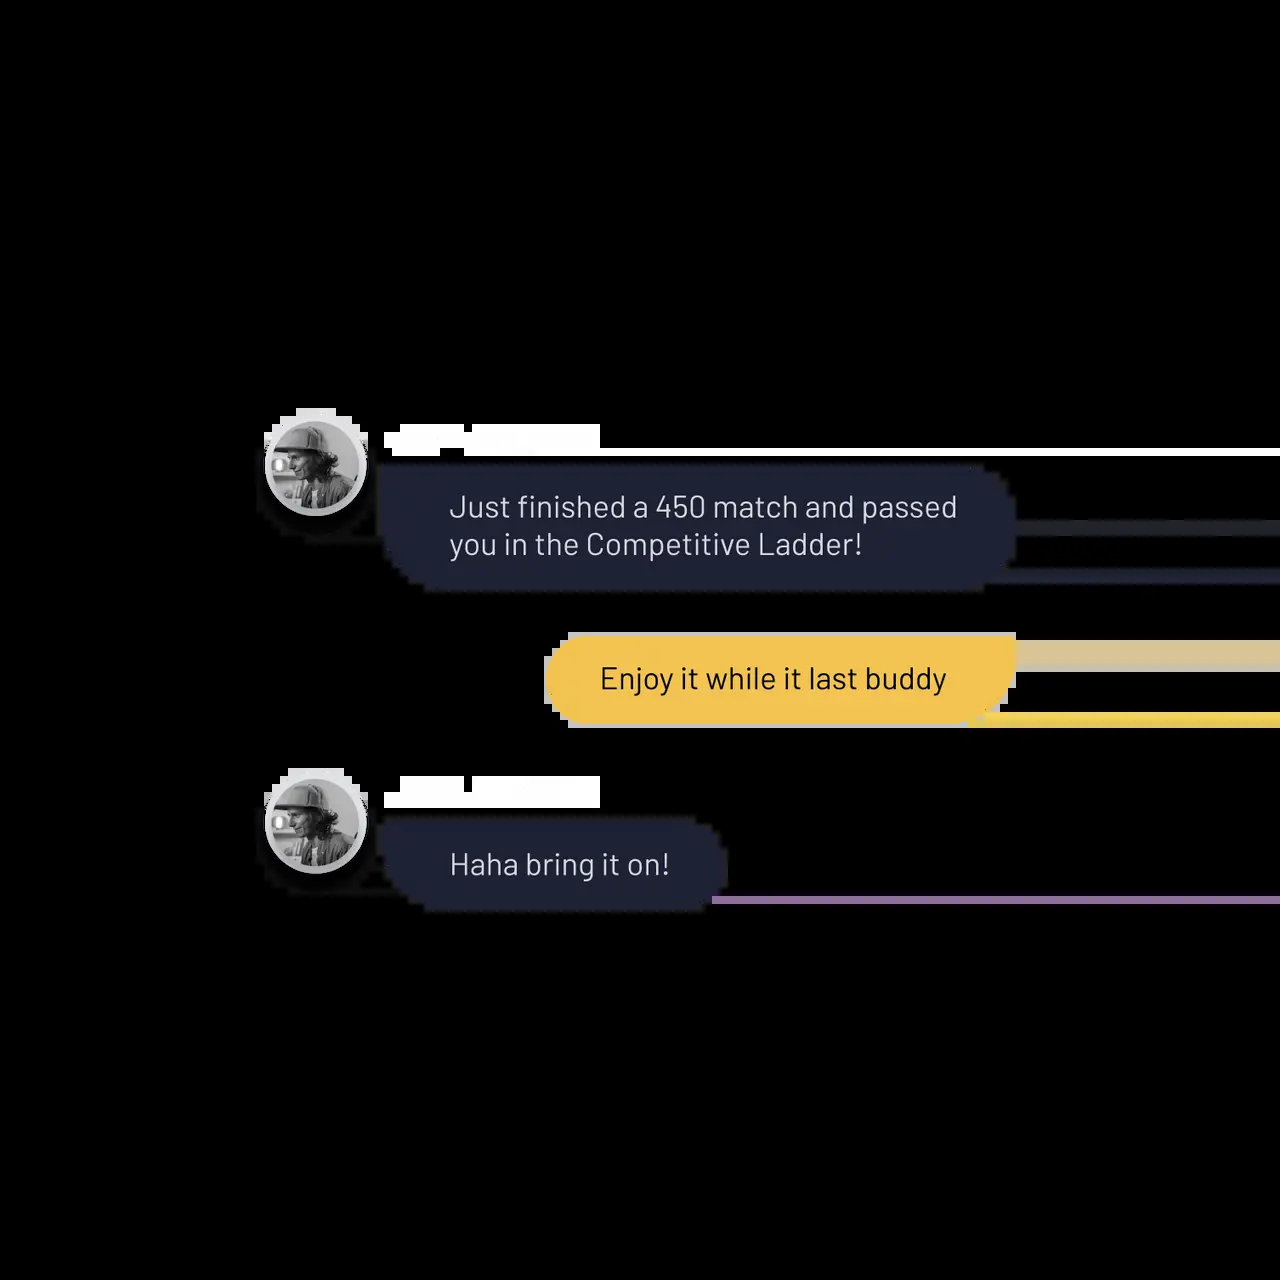 Just finished a 450 match and passed
you in the Competitive Ladder!
Enjoy it while it last buddy
Haha bring it on!